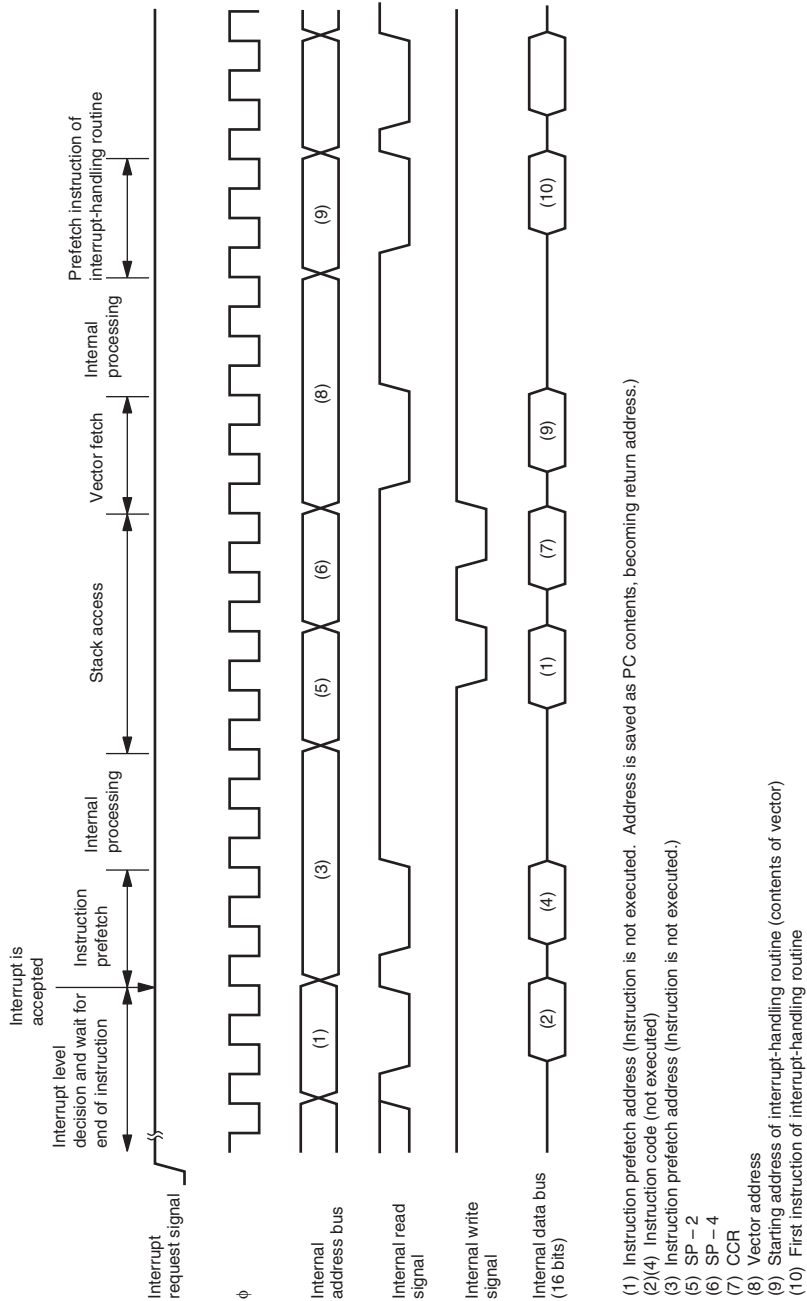 Interrupt is
accepted
Interrupt level
decision and wait for
end of instruction
Instruction
prefetch
Internal
processing
Stack access
Vector fetch
Internal
processing
Prefetch instruction of
interrupt-handling routine
Interrupt
request signal
ϕ
Internal
address bus
(1)
(3)
(5)
(6)
(8)
(9)
Internal read
signal
Internal write
signal
Internal data bus
(16 bits)
(2)
(4)
(1)
(7)
(9)
(10)
(1) Instruction prefetch address (Instruction is not executed. Address is saved as PC contents, becoming return address.)
(2)(4) Instruction code (not executed)
(3) Instruction prefetch address (Instruction is not executed.)
(5) SP – 2
(6) SP – 4
(7) CCR
(8) Vector address
(9) Starting address of interrupt-handling routine (contents of vector)
(10) First instruction of interrupt-handling routine